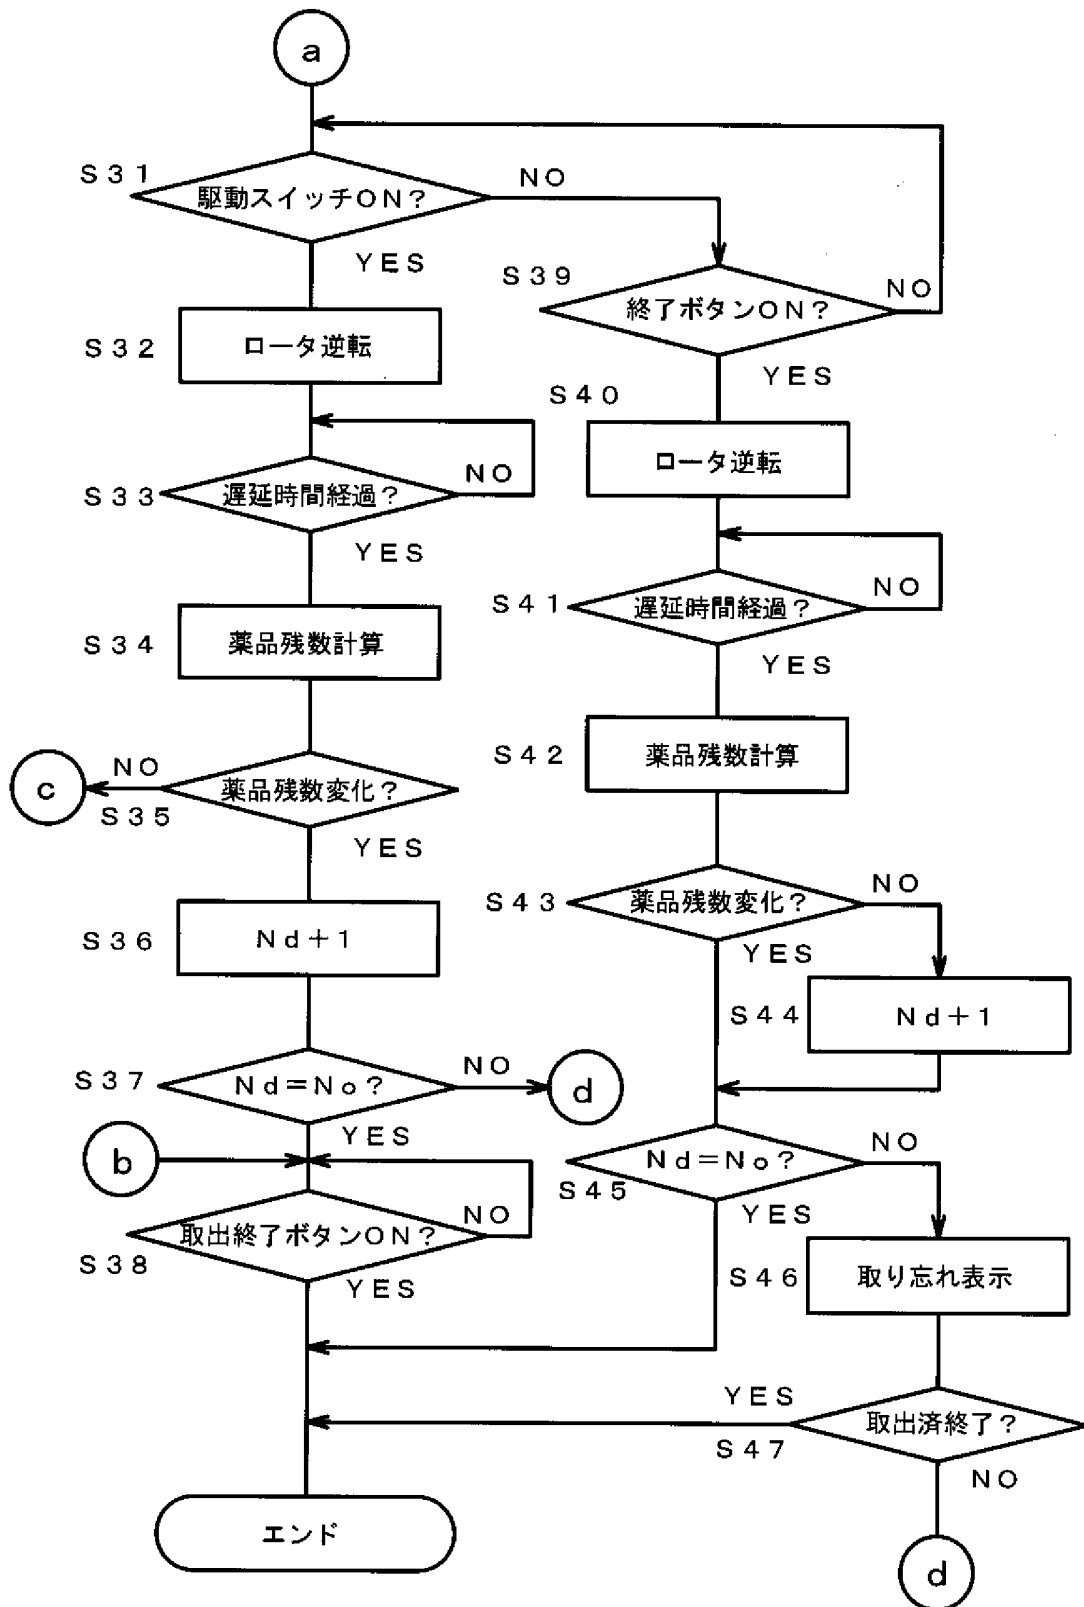 a
S31
駆動スイッチON?
NO
YES
S39
終了ボタンON?
NO
YES
S32
ロータ逆転
S40
ロータ逆転
S33
遅延時間経過?
NO
YES
S41
遅延時間経過?
NO
YES
S34
薬品残数計算
S42
薬品残数計算
c
NO
S35
薬品残数変化?
YES
S43
薬品残数変化?
NO
YES
S36
Nd+1
S44
Nd+1
S37
Nd=No?
NO
d
YES
b
S45
Nd=No?
NO
YES
S38
取出終了ボタンON?
NO
YES
S46
取り忘れ表示
YES
S47
取出済終了?
NO
エンド
d